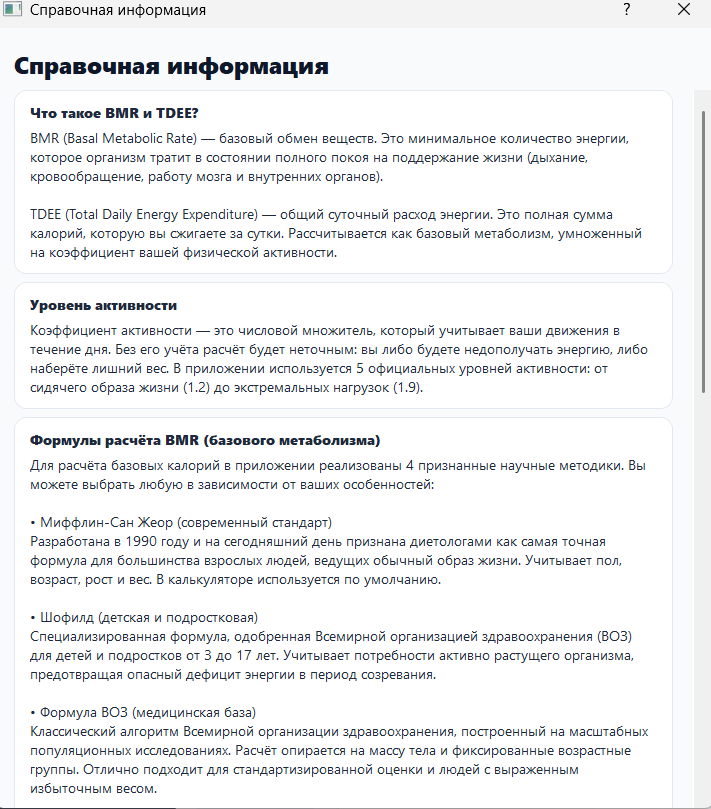 Справочная информация
?
Справочная информация
Что такое BMR и TDEE?
BMR (Basal Metabolic Rate) — базовый обмен веществ. Это минимальное количество энергии,
которое организм тратит в состоянии полного покоя на поддержание жизни (дыхание,
кровообращение, работу мозга и внутренних органов).
TDEE (Total Daily Energy Expenditure) — общий суточный расход энергии. Это полная сумма
калорий, которую вы сжигаете за сутки. Рассчитывается как базовый метаболизм, умноженный
на коэффициент вашей физической активности.
Уровень активности
Коэффициент активности — это числовой множитель, который учитывает ваши движения в
течение дня. Без его учёта расчёт будет неточным: вы либо будете недополучать энергию, либо
наберёте лишний вес. В приложении используется 5 официальных уровней активности: от
сидячего образа жизни (1.2) до экстремальных нагрузок (1.9).
Формулы расчёта BMR (базового метаболизма)
Для расчёта базовых калорий в приложении реализованы 4 признанные научные методики. Вы
можете выбрать любую в зависимости от ваших особенностей:
• Миффлин-Сан Жеор (современный стандарт)
Разработана в 1990 году и на сегодняшний день признана диетологами как самая точная
формула для большинства взрослых людей, ведущих обычный образ жизни. Учитывает пол,
возраст, рост и вес. В калькуляторе используется по умолчанию.
• Шофилд (детская и подростковая)
Специализированная формула, одобренная Всемирной организацией здравоохранения (ВОЗ)
для детей и подростков от 3 до 17 лет. Учитывает потребности активно растущего организма,
предотвращая опасный дефицит энергии в период созревания.
• Формула ВОЗ (медицинская база)
Классический алгоритм Всемирной организации здравоохранения, построенный на масштабных
популяционных исследованиях. Расчёт опирается на массу тела и фиксированные возрастные
группы. Отлично подходит для стандартизированной оценки и людей с выраженным
избыточным весом.